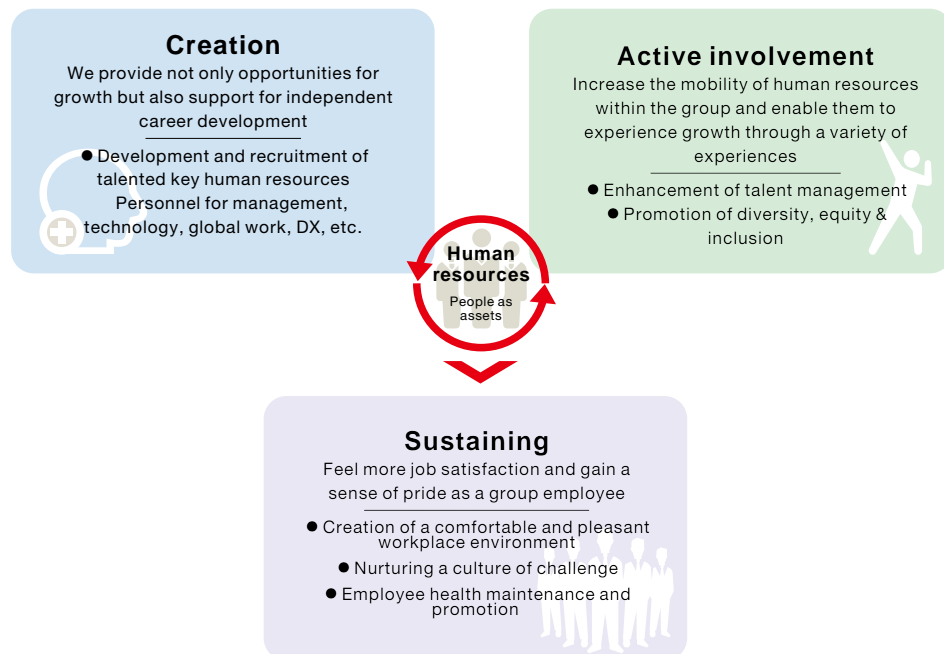 Creation
We provide not only opportunities for
growth but also support for independent
career development
● Development and recruitment of
talented key human resources
Personnel for management,
technology, global work, DX, etc.
Active involvement
Increase the mobility of human resources
within the group and enable them to
experience growth through a variety of
experiences
● Enhancement of talent management
● Promotion of diversity, equity &
inclusion
Human
resources
People as
assets
Sustaining
Feel more job satisfaction and gain a
sense of pride as a group employee
● Creation of a comfortable and pleasant
workplace environment
● Nurturing a culture of challenge
● Employee health maintenance and
promotion